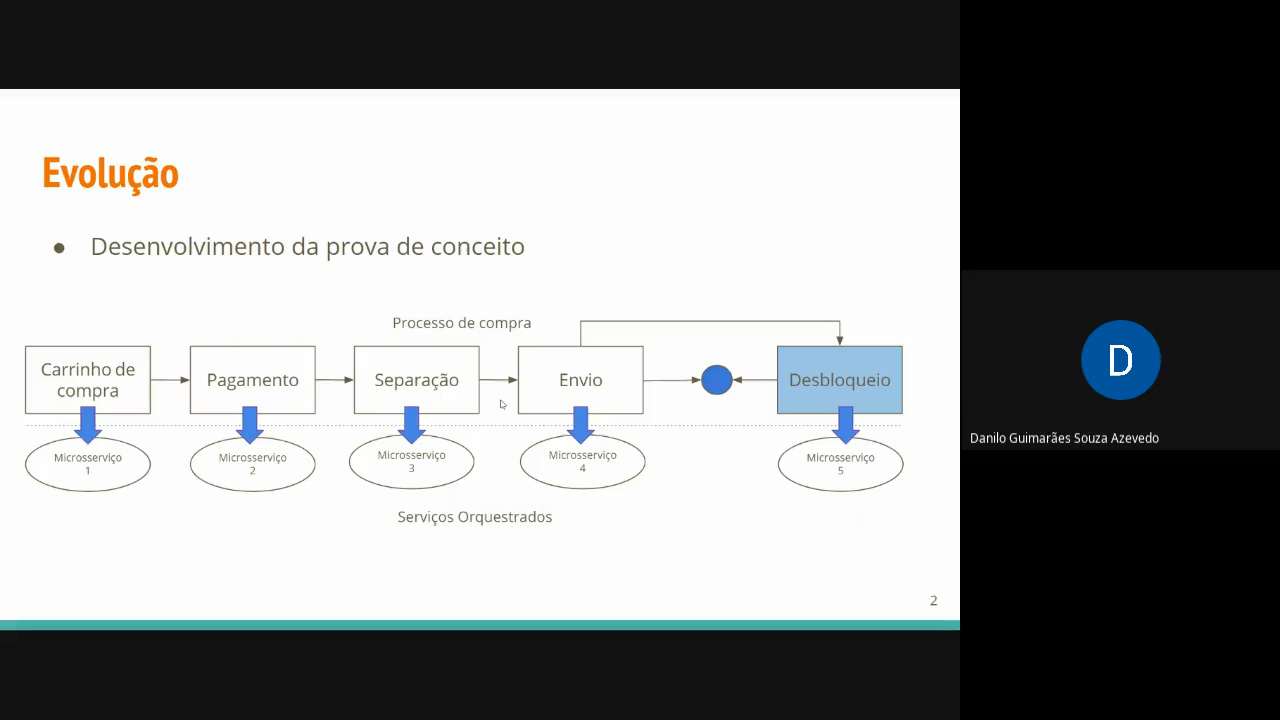 Evolução
● Desenvolvimento da prova de conceito
Processo de compra
Carrinho de
compra
Pagamento
Separação
Envio
Desbloqueio
Microsserviço
1
Microsserviço
2
Microsserviço
3
Microsserviço
4
Microsserviço
5
Serviços Orquestrados
2
D
Danilo Guimarães Souza Azevedo